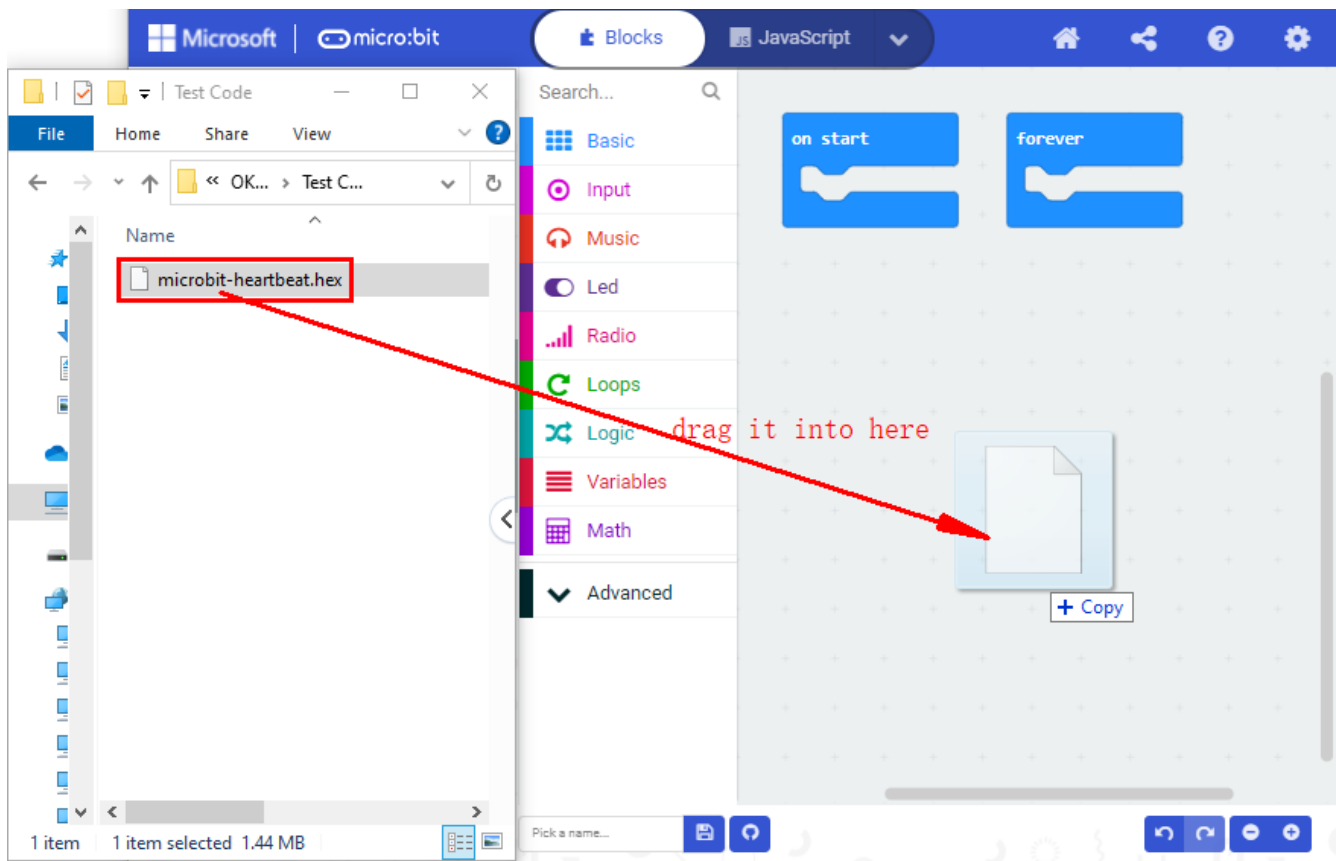 Microsoft | micro:bit
Blocks
JS JavaScript
Test Code
File Home Share View
« OK... > Test C...
Name
microbit-heartbeat.hex
1 item 1 item selected 1.44 MB
Search...
Basic
Input
Music
Led
Radio
Loops
Logic
Variables
Math
Advanced
on start
forever
drag it into here
+ Copy
Pick a name...